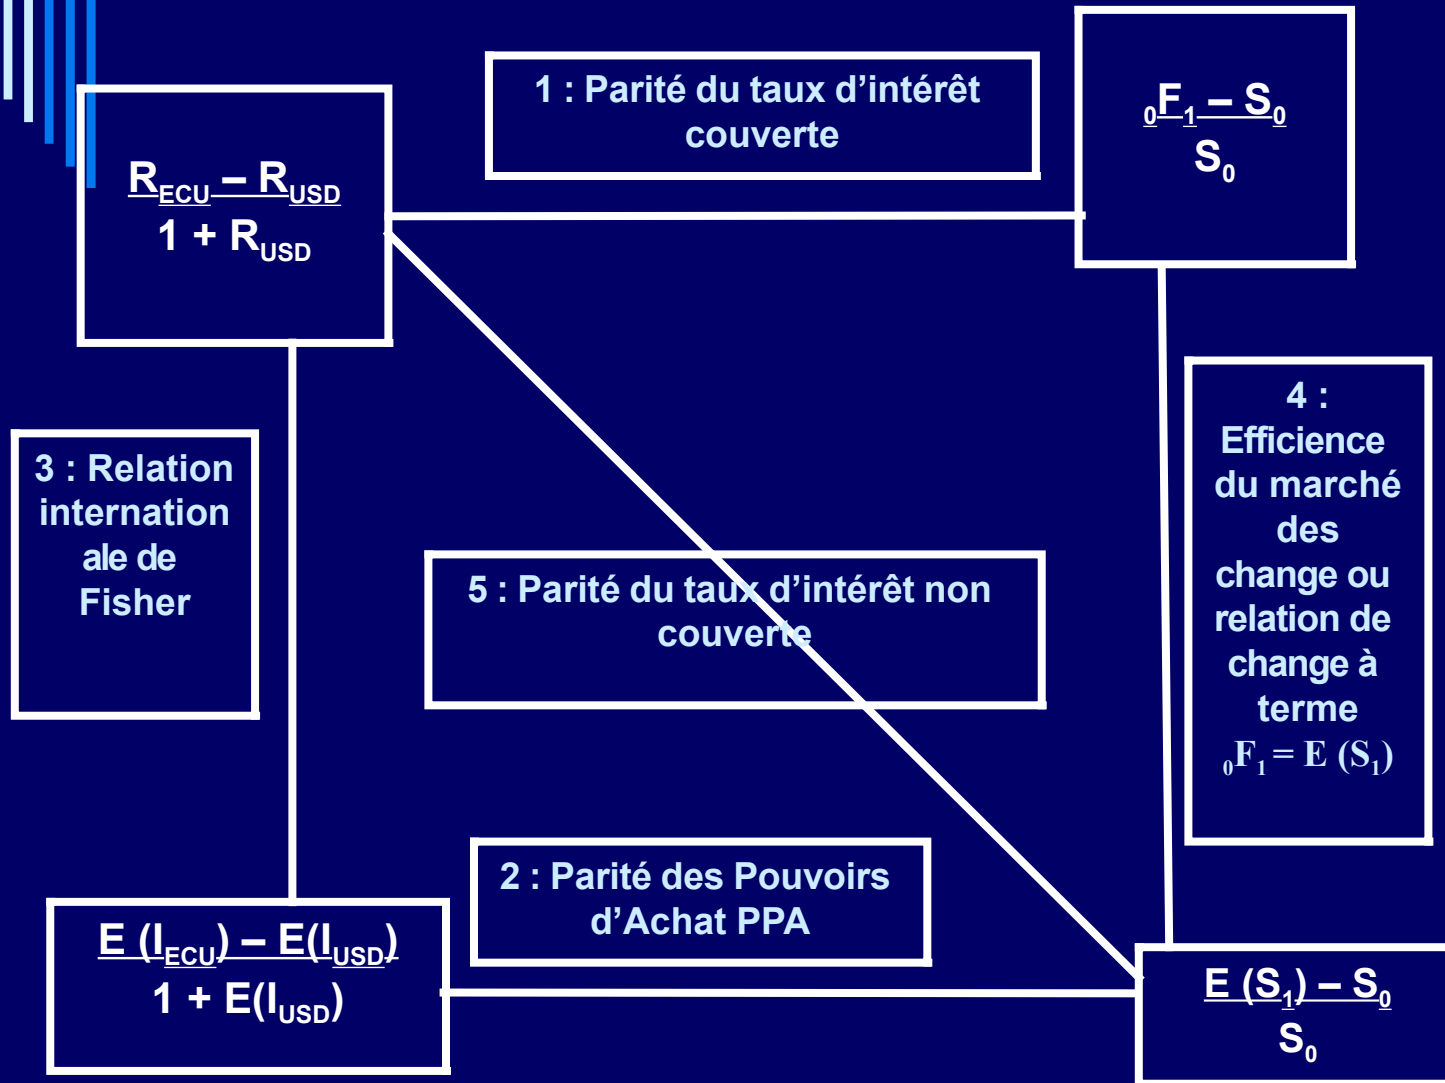 1 : Parité du taux d’intérêt
couverte
₀F₁ – S₀
S₀
R_ECU – R_USD
1 + R_USD
3 : Relation
internation
ale de
Fisher
4 :
Efficience
du marché
des
change ou
relation de
change à
terme
₀F₁ = E (S₁)
5 : Parité du taux d’intérêt non
couverte
2 : Parité des Pouvoirs
d’Achat PPA
E (I_ECU) – E(I_USD)
1 + E(I_USD)
E (S₁) – S₀
S₀